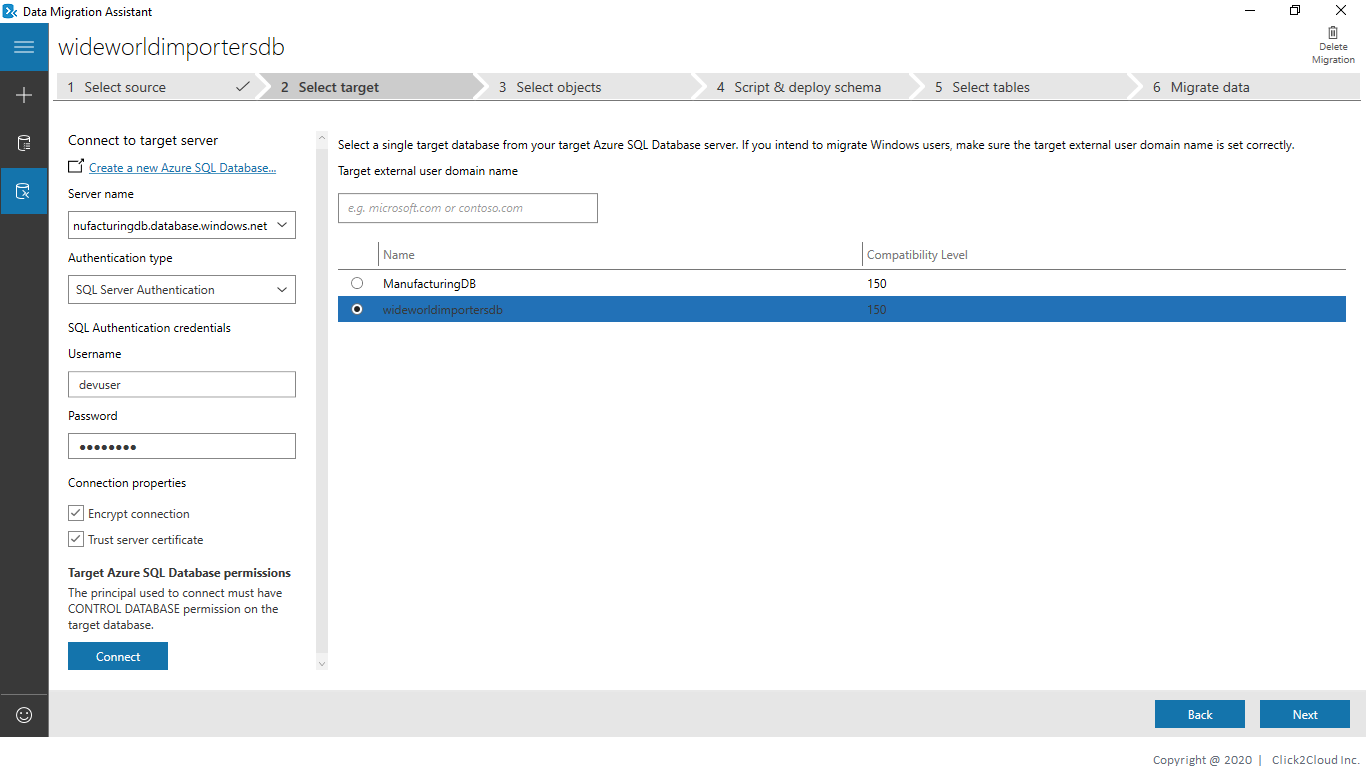 Data Migration Assistant
wideworldimportersdb
Delete
Migration
1 Select source
2 Select target
3 Select objects
4 Script & deploy schema
5 Select tables
6 Migrate data
Connect to target server
Create a new Azure SQL Database...
Server name
nufacturingdb.database.windows.net
Authentication type
SQL Server Authentication
SQL Authentication credentials
Username
devuser
Password
Connection properties
Encrypt connection
Trust server certificate
Target Azure SQL Database permissions
The principal used to connect must have
CONTROL DATABASE permission on the
target database.
Connect
Select a single target database from your target Azure SQL Database server. If you intend to migrate Windows users, make sure the target external user domain name is set correctly.
Target external user domain name
e.g. microsoft.com or contoso.com
Name Compatibility Level
ManufacturingDB 150
wideworldimportersdb 150
Back Next
Copyright @ 2020 | Click2Cloud Inc.